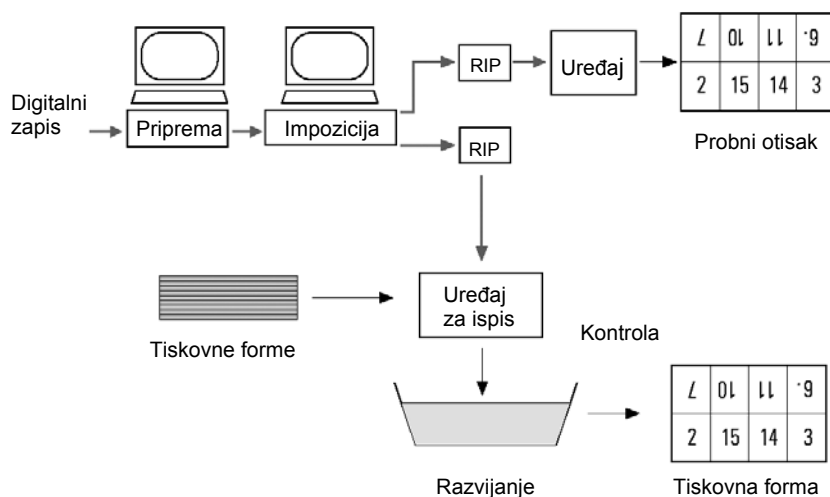 Digitalni
zapis
Priprema
Impozicija
RIP
Uređaj
7 10 11 6.
2 15 14 3
Probni otisak
RIP
Tiskovne forme
Uređaj
za ispis
Kontrola
7 10 11 6.
2 15 14 3
Razvijanje
Tiskovna forma